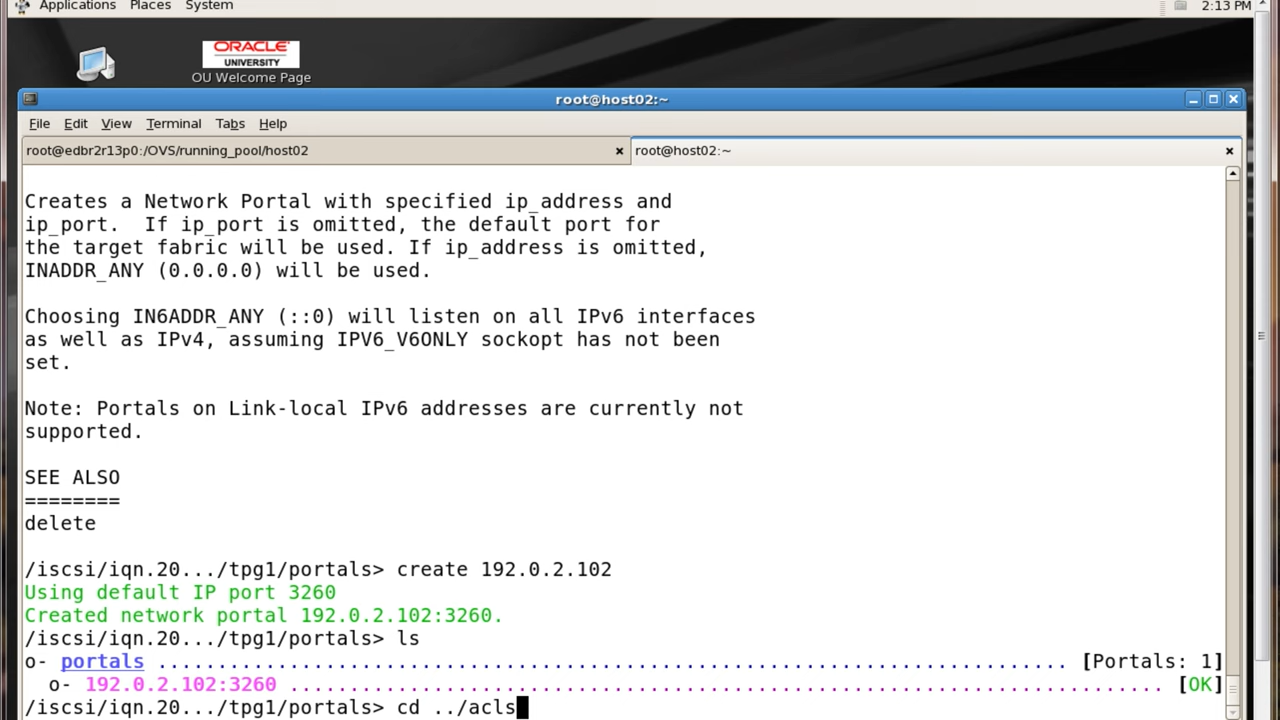 Applications Places System 2:13 PM
ORACLE
UNIVERSITY
OU Welcome Page
root@host02:~
File Edit View Terminal Tabs Help
root@edbr2r13p0:/OVS/running_pool/host02 × root@host02:~ ×
Creates a Network Portal with specified ip_address and
ip_port.  If ip_port is omitted, the default port for
the target fabric will be used. If ip_address is omitted,
INADDR_ANY (0.0.0.0) will be used.
Choosing IN6ADDR_ANY (::0) will listen on all IPv6 interfaces
as well as IPv4, assuming IPV6_V6ONLY sockopt has not been
set.
Note: Portals on Link-local IPv6 addresses are currently not
supported.
SEE ALSO
========
delete
/iscsi/iqn.20.../tpg1/portals> create 192.0.2.102
Using default IP port 3260
Created network portal 192.0.2.102:3260.
/iscsi/iqn.20.../tpg1/portals> ls
o- portals ............................................................................ [Portals: 1]
  o- 192.0.2.102:3260 ......................................................................... [OK]
/iscsi/iqn.20.../tpg1/portals> cd ../acls